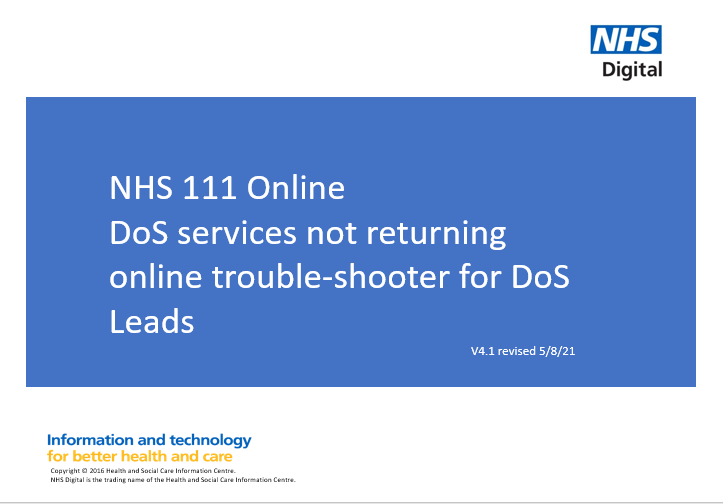 NHS
Digital
NHS 111 Online
DoS services not returning
online trouble-shooter for DoS
Leads
V4.1 revised 5/8/21
Information and technology
for better health and care
Copyright © 2016 Health and Social Care Information Centre.
NHS Digital is the trading name of the Health and Social Care Information Centre.